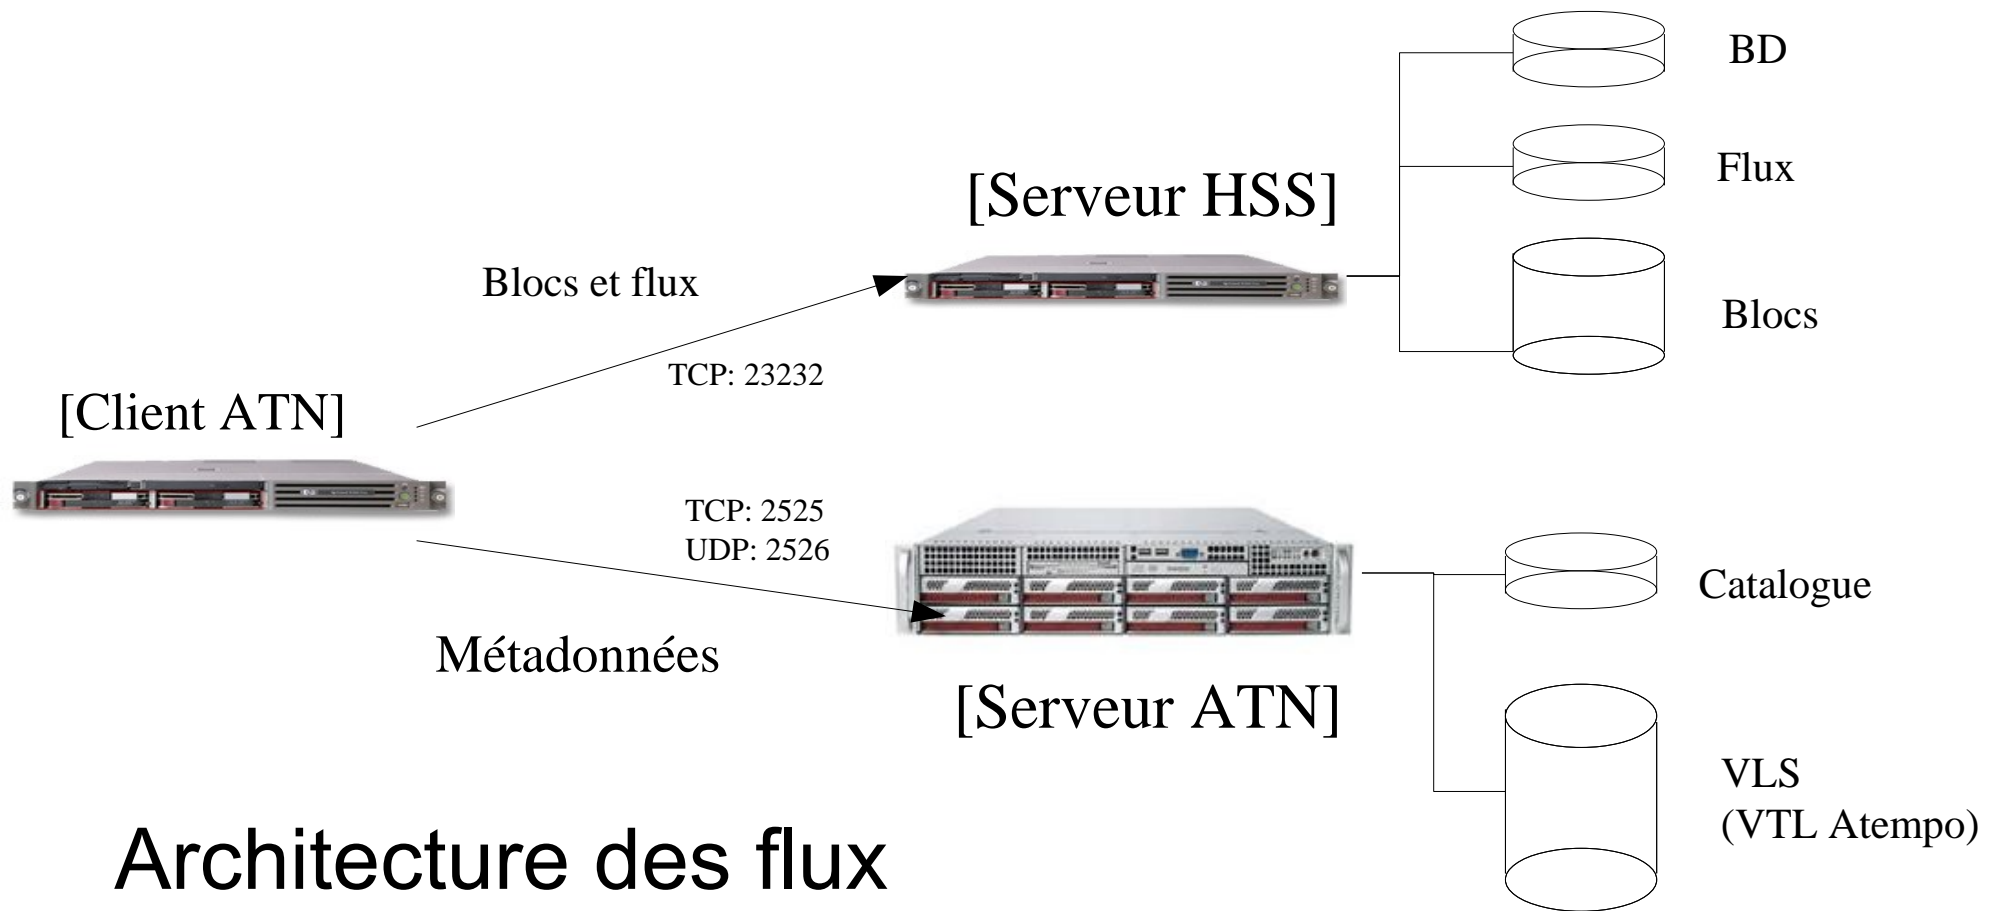 BD
Flux
[Serveur HSS]
Blocs et flux
Blocs
TCP: 23232
[Client ATN]
TCP: 2525
UDP: 2526
Catalogue
Métadonnées
[Serveur ATN]
VLS
(VTL Atempo)
Architecture des flux